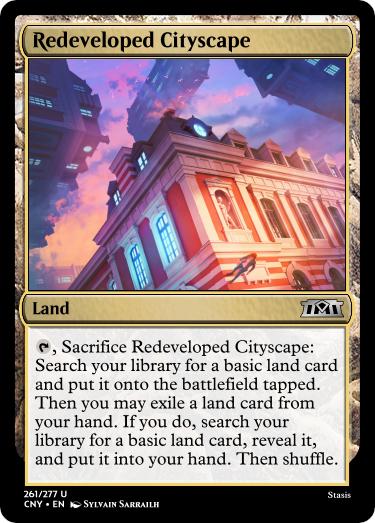 Redeveloped Cityscape
Land
, Sacrifice Redeveloped Cityscape:
Search your library for a basic land card
and put it onto the battlefield tapped.
Then you may exile a land card from
your hand. If you do, search your
library for a basic land card, reveal it,
and put it into your hand. Then shuffle.
261/277 U
CNY • EN Sylvain Sarrailh
Stasis